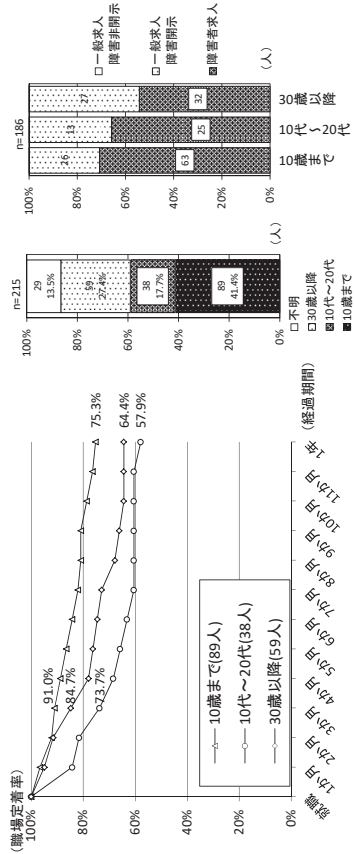 (職場定着率)
100%
80%
60%
40%
20%
0%
91.0%
84.7%
73.7%
75.3%
64.4%
57.9%
10歳まで(89人)
10代~20代(38人)
30歳以降(59人)
就職
1か月
2か月
3か月
4か月
5か月
6か月
7か月
8か月
9か月
10か月
11か月
1年
(経過期間)
n=215
100%
80%
60%
40%
20%
0%
29
13.5%
59
27.4%
38
17.7%
89
41.4%
(人)
不明
30歳以降
10代~20代
10歳まで
n=186
100%
80%
60%
40%
20%
0%
26
13
27
63
25
32
10歳まで
10代~20代
30歳以降
(人)
一般求人
障害非開示
一般求人
障害開示
障害者求人